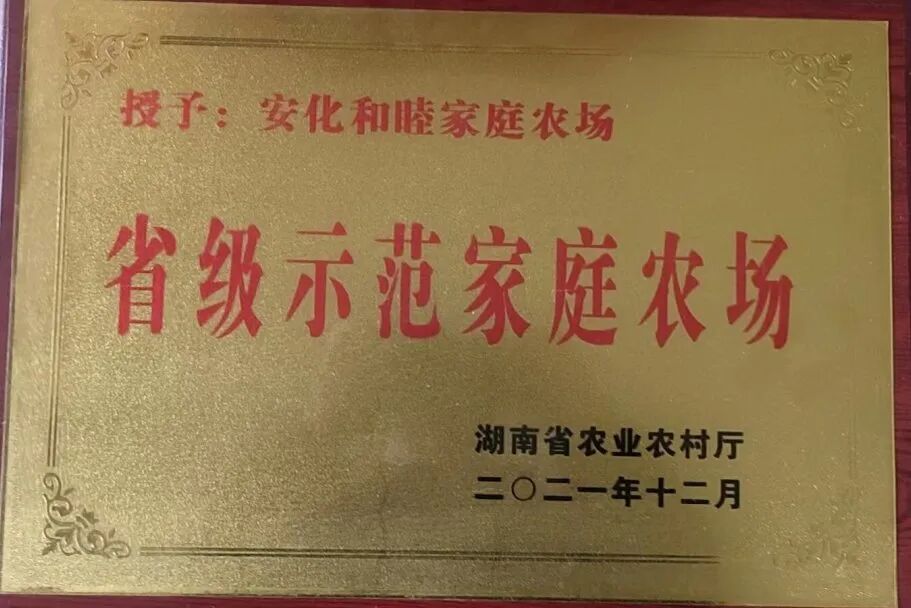 授予：安化和睦家庭农场
省级示范家庭农场
湖南省农业农村厅
二〇二一年十二月